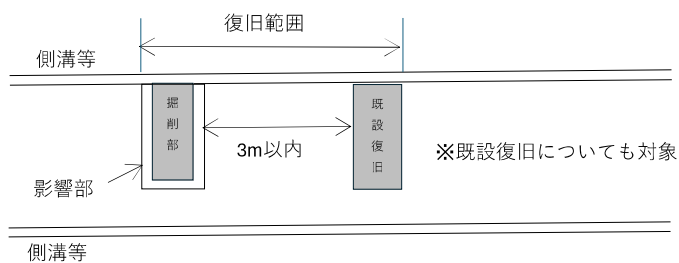 復旧範囲
側溝等
掘削部
既設復旧
3m以内
※既設復旧についても対象
影響部
側溝等